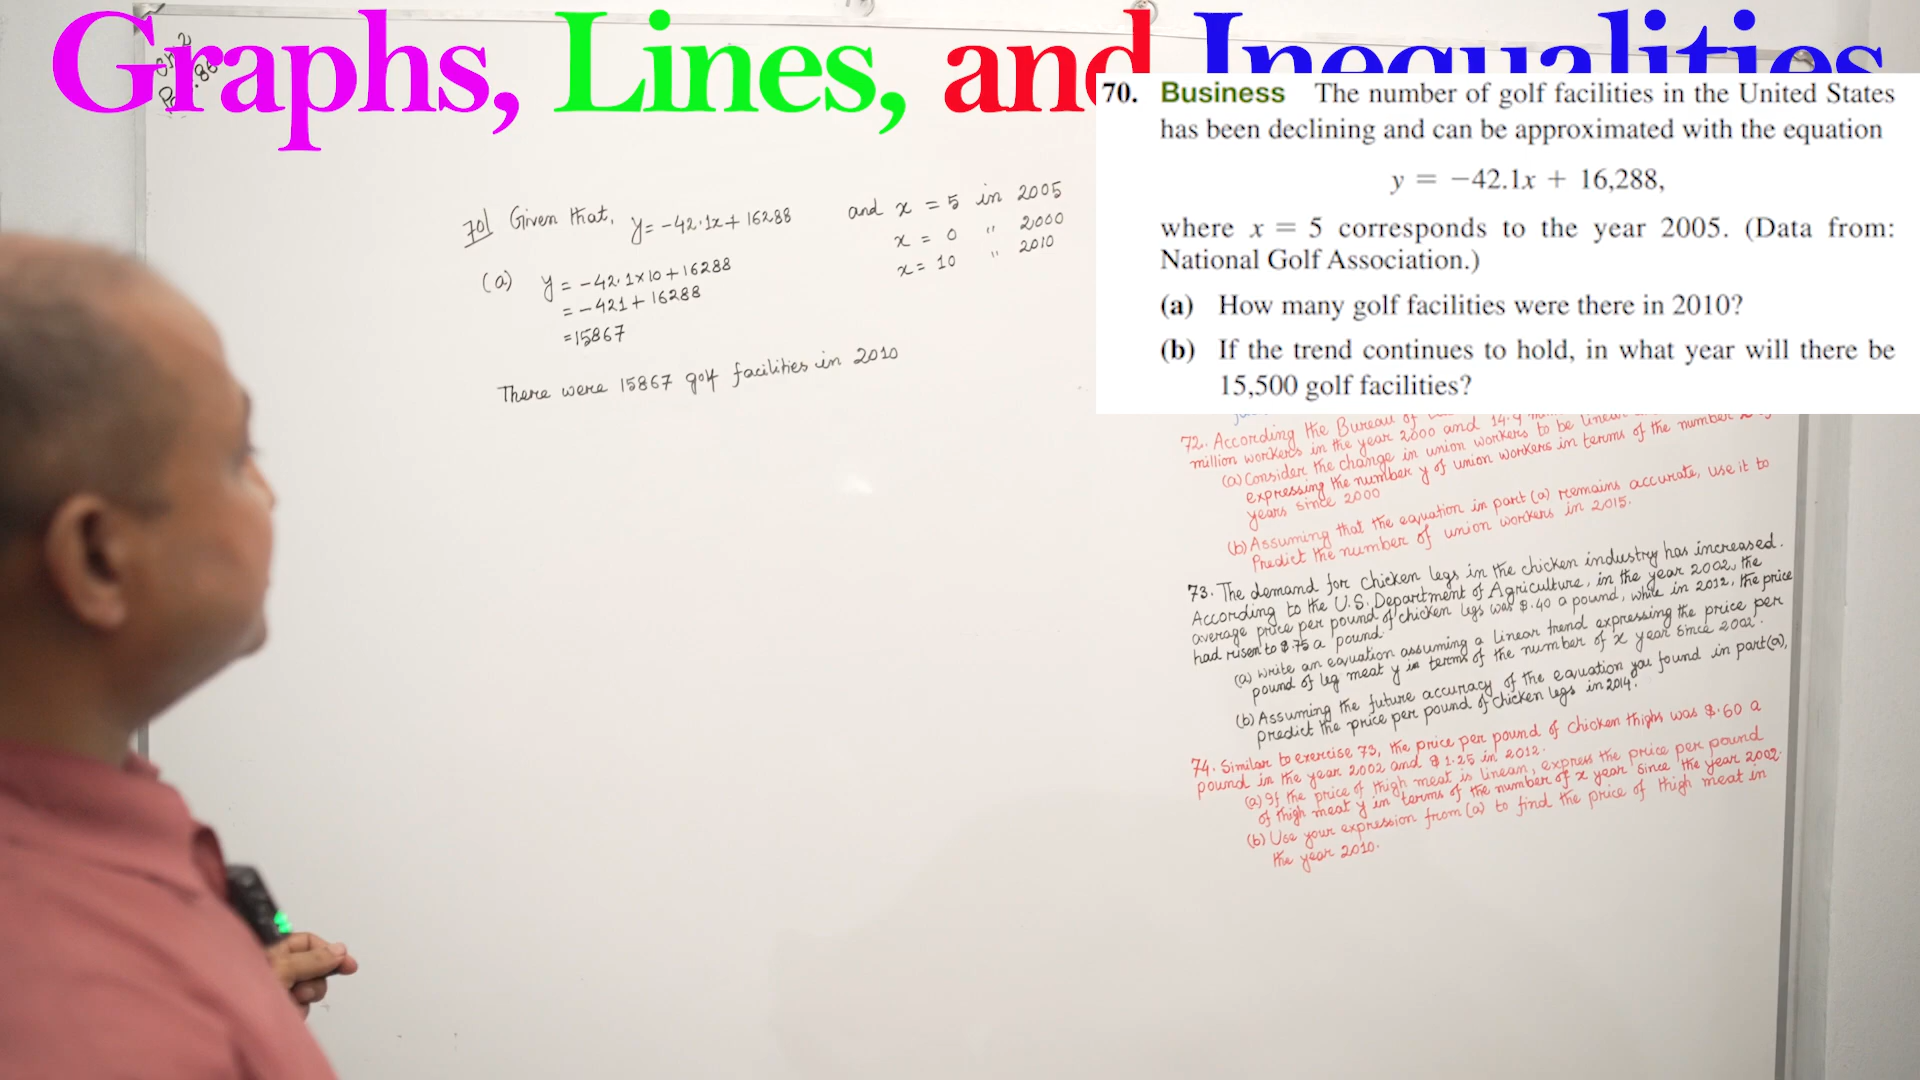 Graphs, Lines, and Inequalities
70. Business The number of golf facilities in the United States
has been declining and can be approximated with the equation
y = −42.1x + 16,288,
where x = 5 corresponds to the year 2005. (Data from:
National Golf Association.)
(a) How many golf facilities were there in 2010?
(b) If the trend continues to hold, in what year will there be
15,500 golf facilities?
70| Given that, y = -42.1x + 16288 and x = 5 in 2005
x = 0 " 2000
x = 10 " 2010
(a) y = -42.1x10 + 16288
= -421 + 16288
= 15867
There were 15867 golf facilities in 2010
72. According the Bureau of
million workers in the year 2000 and 14.4
(a) Consider the change in union workers to be linear
expressing the number y of union workers in terms of the number
years since 2000
(b) Assuming that the equation in part (a) remains accurate, use it to
Predict the number of union workers in 2015.
73. The demand for chicken legs in the chicken industry has increased.
According to the U.S. Department of Agriculture, in the year 2002, the
average price per pound of chicken legs was $.40 a pound, while in 2012, the price
had risen to $.75 a pound.
(a) write an equation assuming a linear trend expressing the price per
pound of leg meat y in terms of the number of x year since 2002.
(b) Assuming the future accuracy of the equation you found in part(a),
predict the price per pound of chicken legs in 2014.
74. Similar to exercise 73, the price per pound of chicken thighs was $.60 a
pound in the year 2002 and $1.25 in 2012.
(a) If the price of thigh meat is linear, express the price per pound
of thigh meat y in terms of the number of x year since the year 2002.
(b) Use your expression from (a) to find the price of thigh meat in
the year 2010.